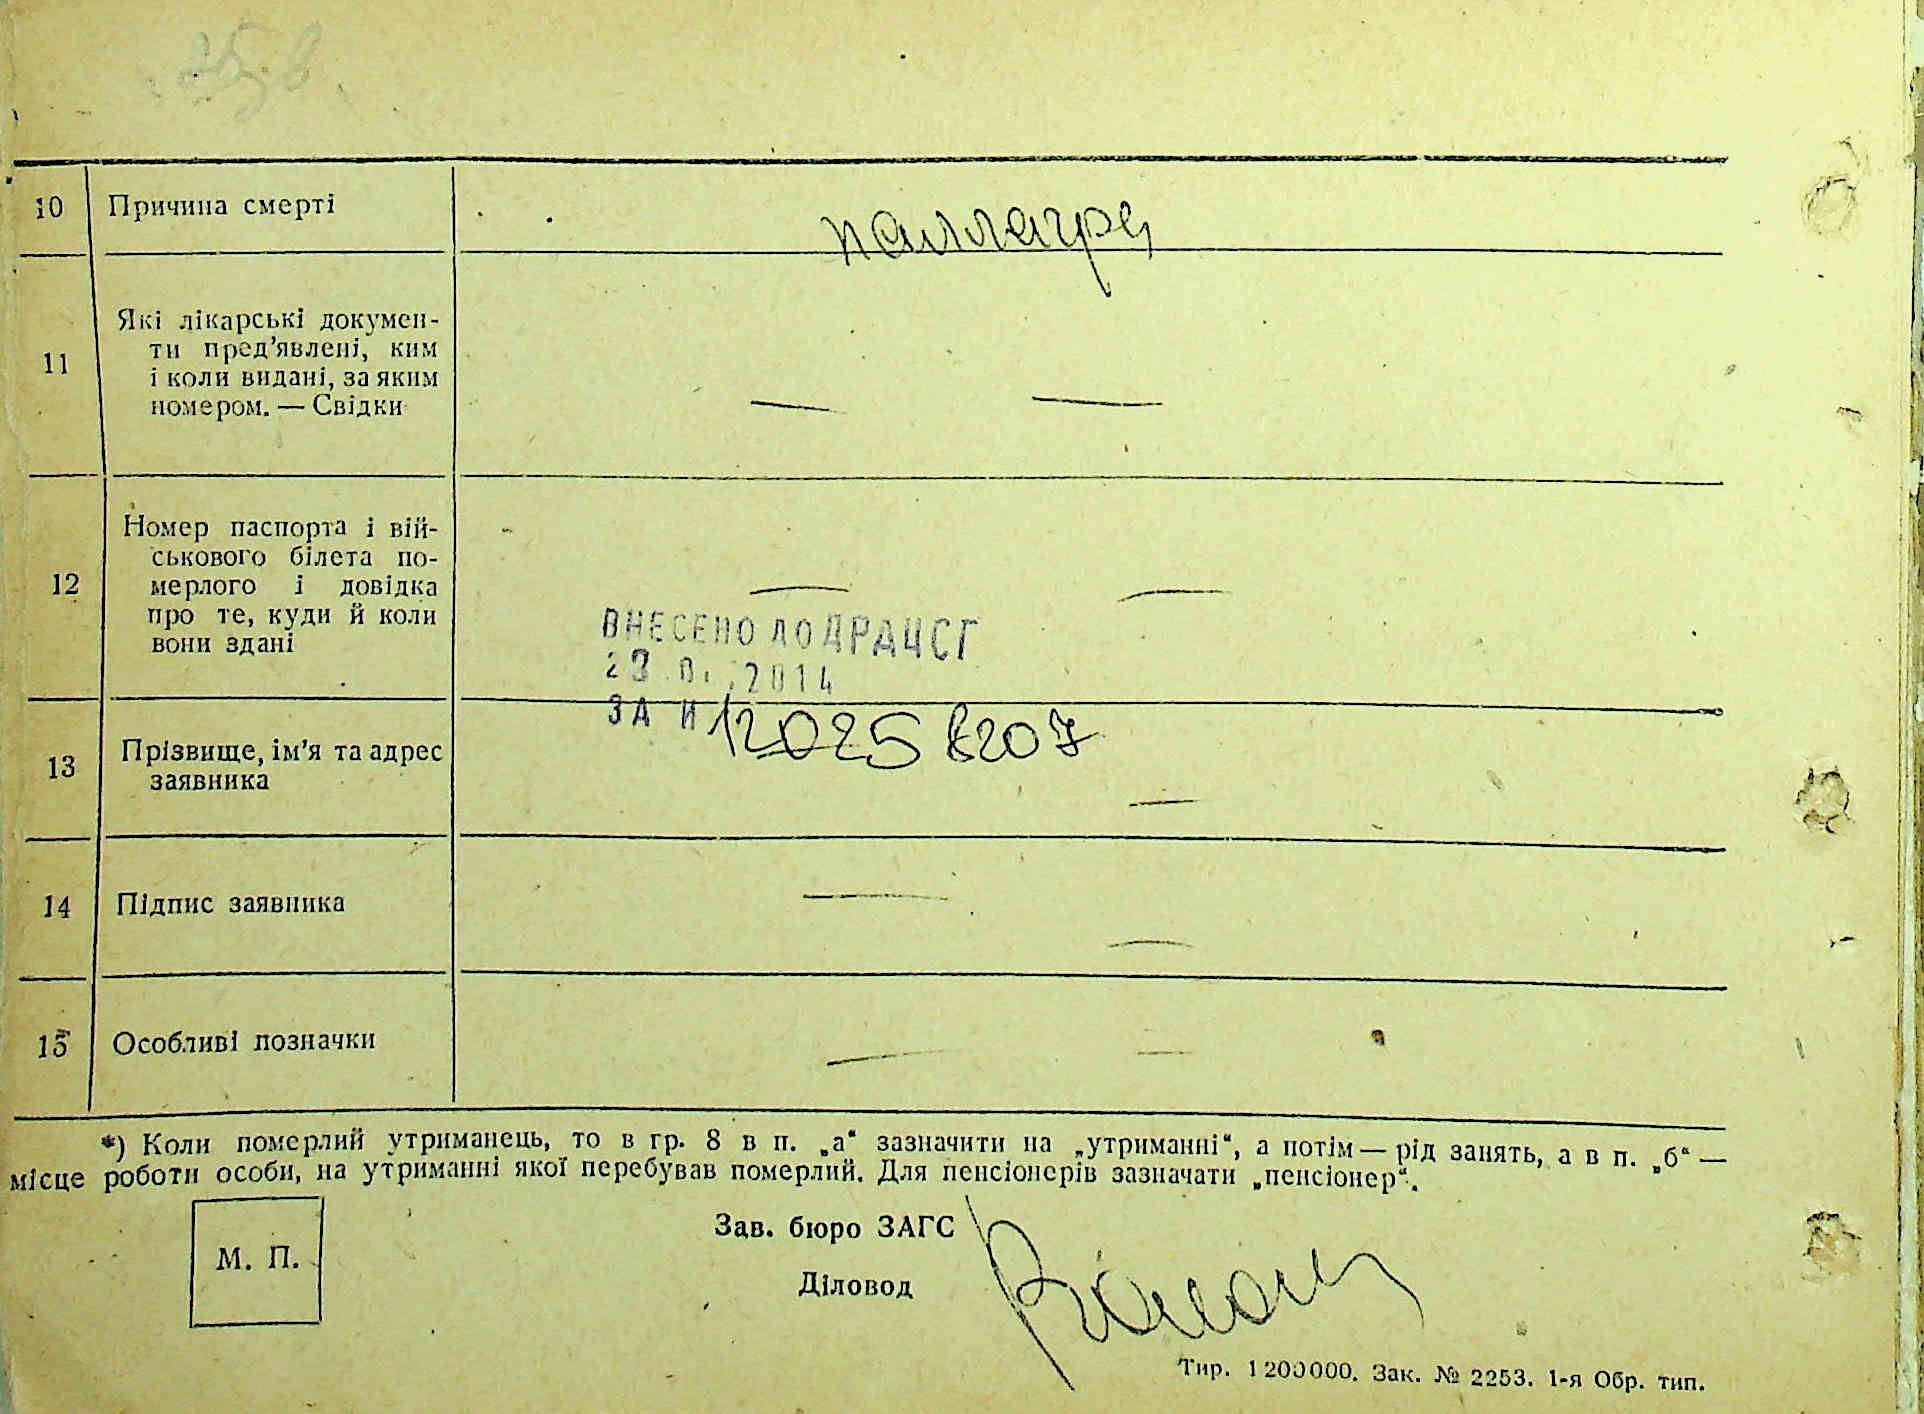 10 Причина смерті паллагра
11 Які лікарські докумен-
ти пред’явлені, ким
і коли видані, за яким
номером. — Свідки
Номер паспорта і вій-
ськового білета по-
12 мерлого і довідка
про те, куди й коли
вони здані
ВНЕСЕНО ДО ДРАЦСГ
2014
ЗА №12025
13 Прізвище, ім’я та адрес
заявника
14 Підпис заявника
15 Особливі позначки
*) Коли померлий утриманець, то в гр. 8 в п. „а“ зазначити на „утриманні“, а потім — рід занять, а в п. „б“ —
місце роботи особи, на утриманні якої перебував померлий. Для пенсіонерів зазначати „пенсіонер“.
М. П.
Зав. бюро ЗАГС
Діловод
Тир. 1200000. Зак. № 2253. 1-я Обр. тип.